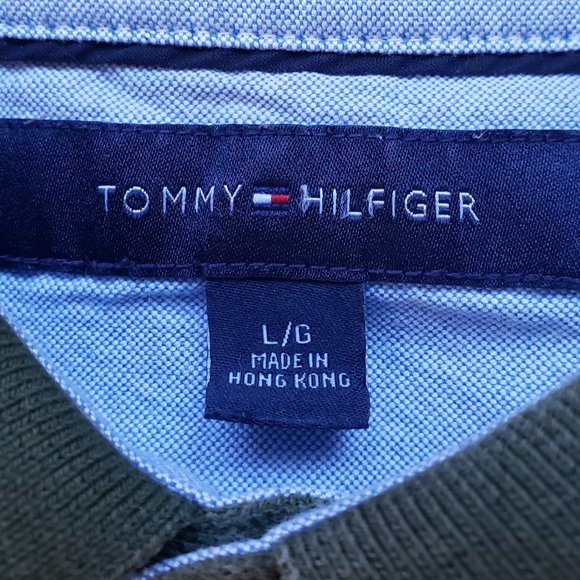 TOMMY HILFIGER
L/G
MADE IN
HONG KONG